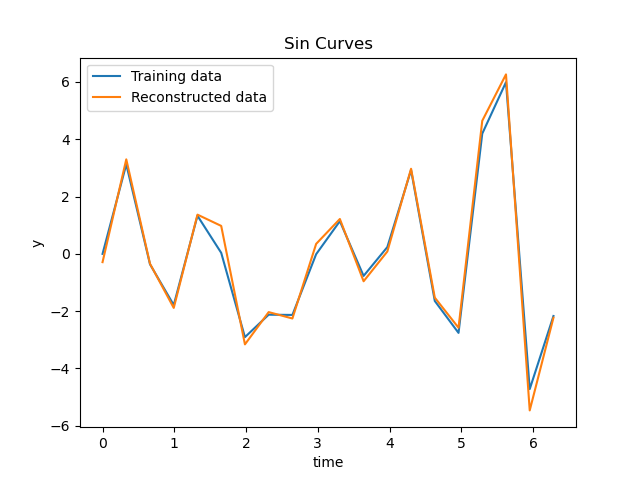 Sin Curves
Training data
Reconstructed data
6
4
2
0
−2
−4
−6
y
0 1 2 3 4 5 6
time